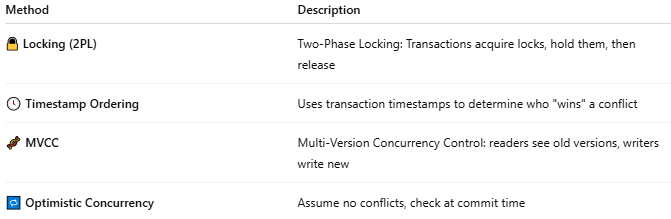 Method Description
Locking (2PL) Two-Phase Locking: Transactions acquire locks, hold them, then
release
Timestamp Ordering Uses transaction timestamps to determine who "wins" a conflict
MVCC Multi-Version Concurrency Control: readers see old versions, writers
write new
Optimistic Concurrency Assume no conflicts, check at commit time